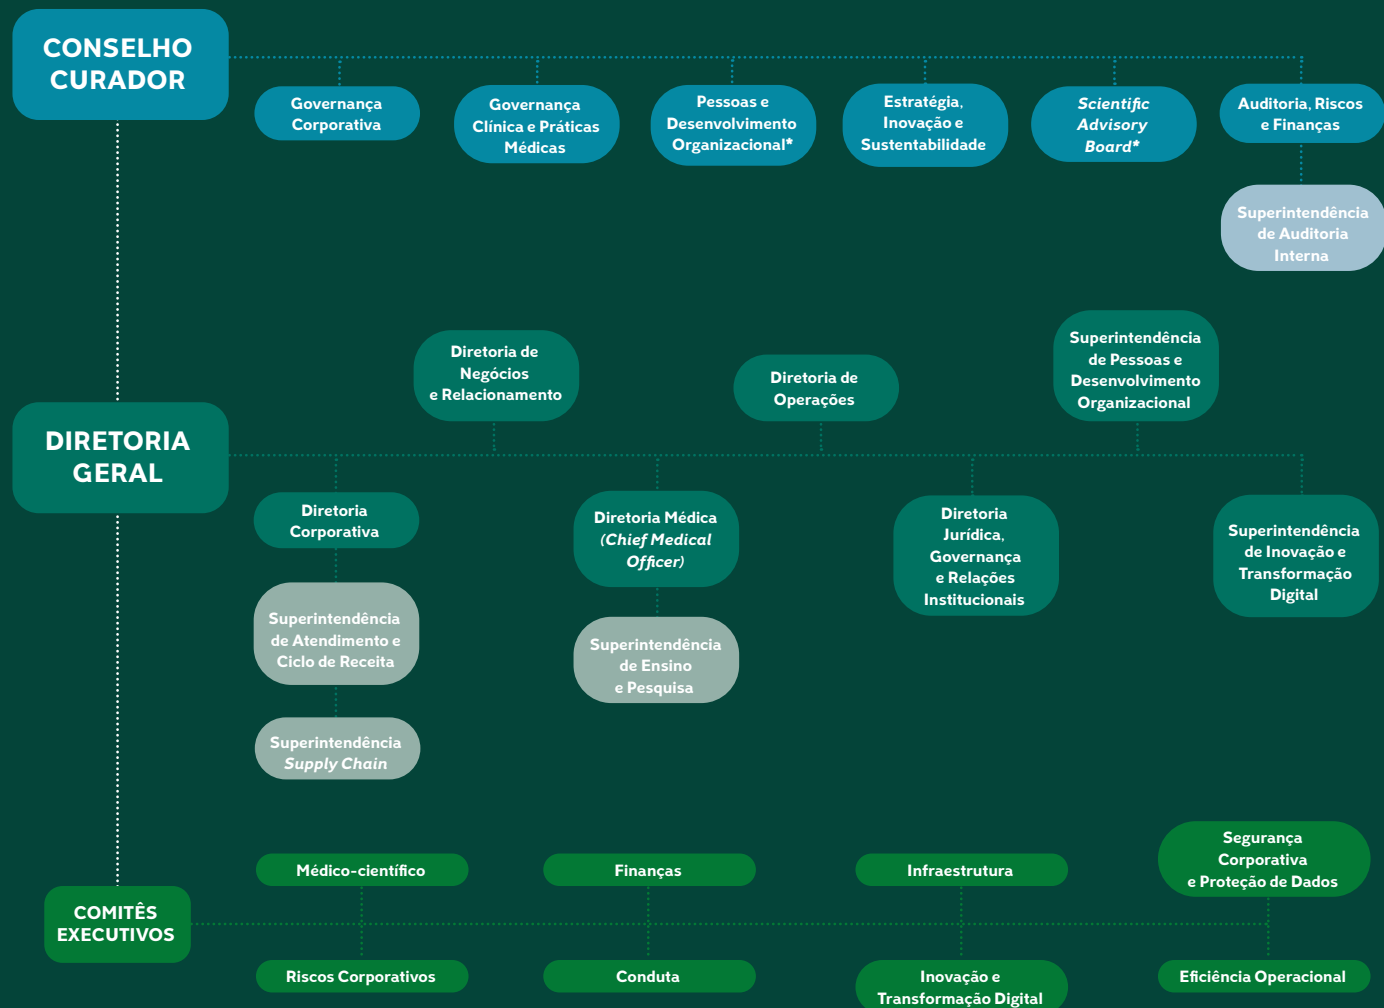 CONSELHO
CURADOR
Governança
Corporativa
Governança
Clínica e Práticas
Médicas
Pessoas e
Desenvolvimento
Organizacional*
Estratégia,
Inovação e
Sustentabilidade
Scientific
Advisory
Board*
Auditoria, Riscos
e Finanças
Superintendência
de Auditoria
Interna
Diretoria de
Negócios
e Relacionamento
Diretoria de
Operações
Superintendência
de Pessoas e
Desenvolvimento
Organizacional
DIRETORIA
GERAL
Diretoria
Corporativa
Superintendência
de Atendimento e
Ciclo de Receita
Superintendência
Supply Chain
Diretoria Médica
(Chief Medical
Officer)
Superintendência
de Ensino
e Pesquisa
Diretoria
Jurídica,
Governança
e Relações
Institucionais
Superintendência
de Inovação e
Transformação
Digital
COMITÊS
EXECUTIVOS
Médico-científico
Finanças
Infraestrutura
Segurança
Corporativa
e Proteção de Dados
Riscos Corporativos
Conduta
Inovação e
Transformação Digital
Eficiência Operacional